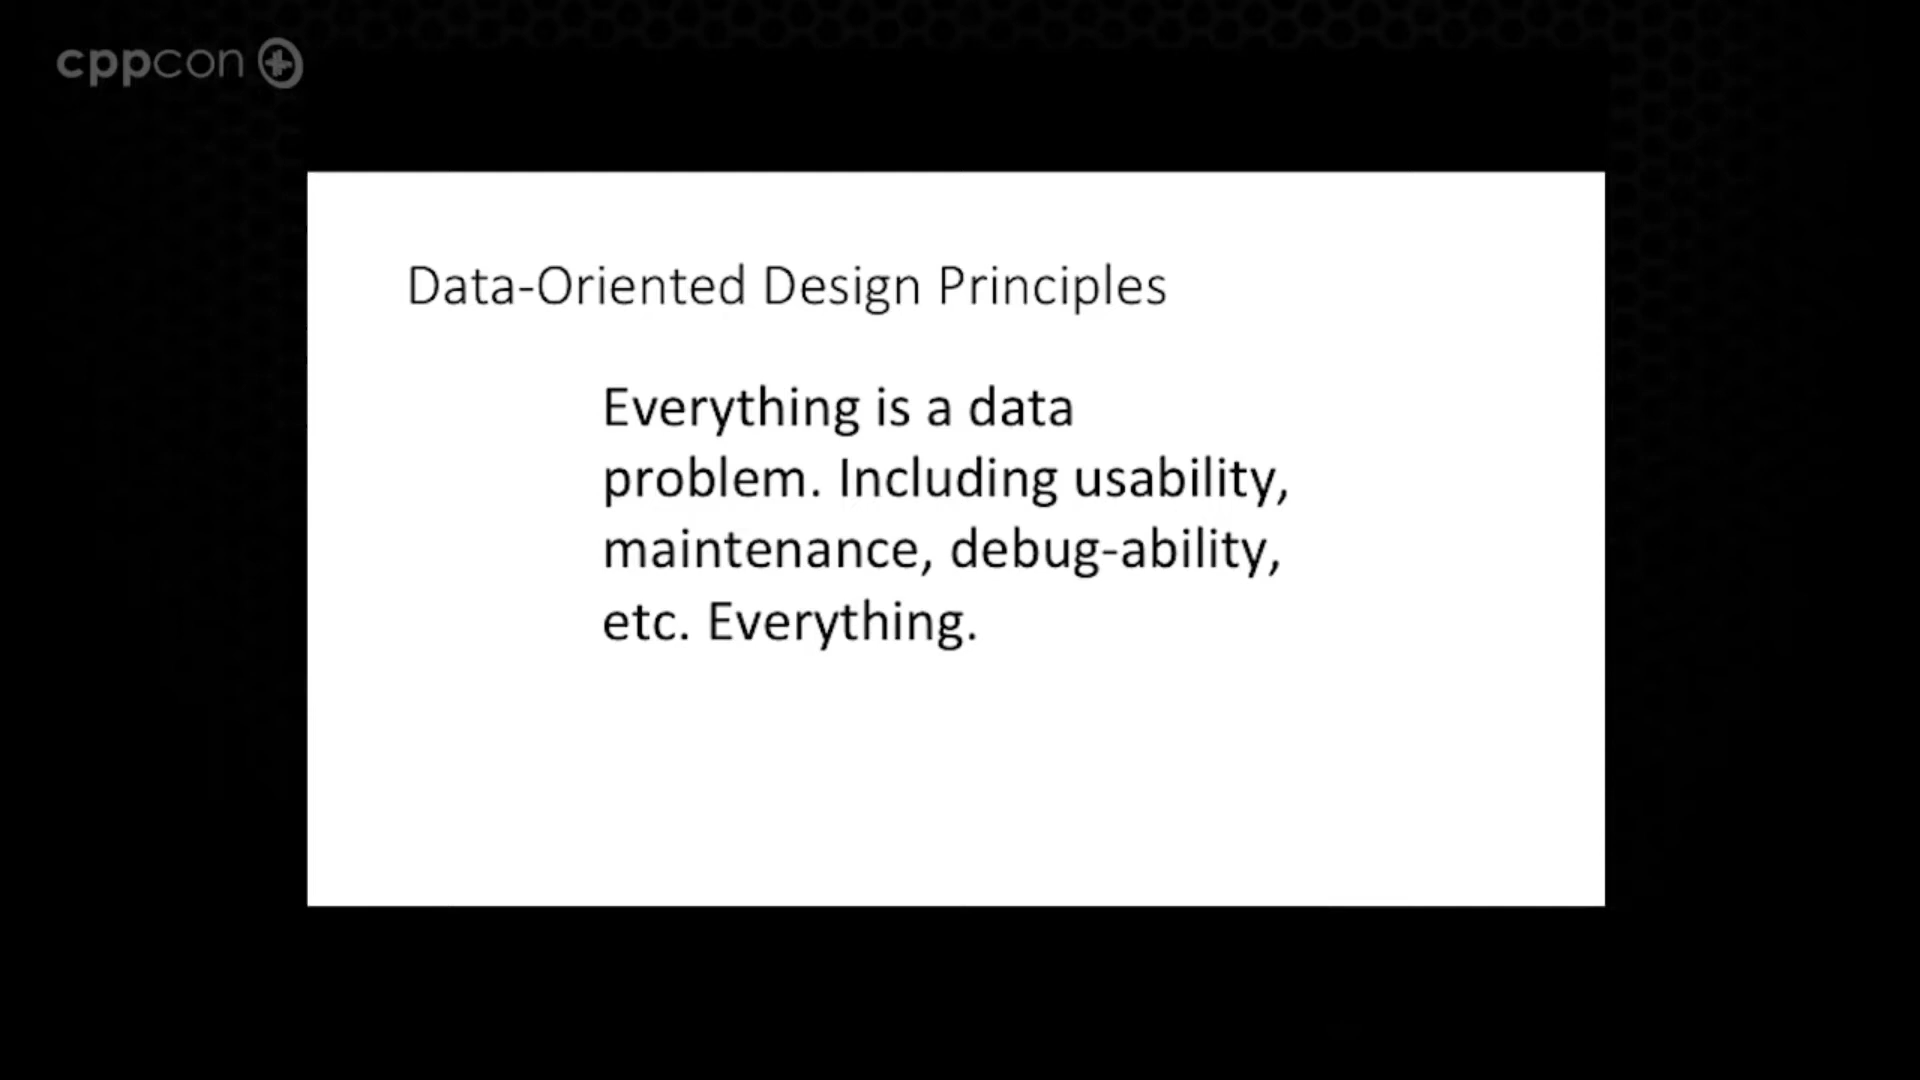 cppcon
Data-Oriented Design Principles
Everything is a data
problem. Including usability,
maintenance, debug-ability,
etc. Everything.